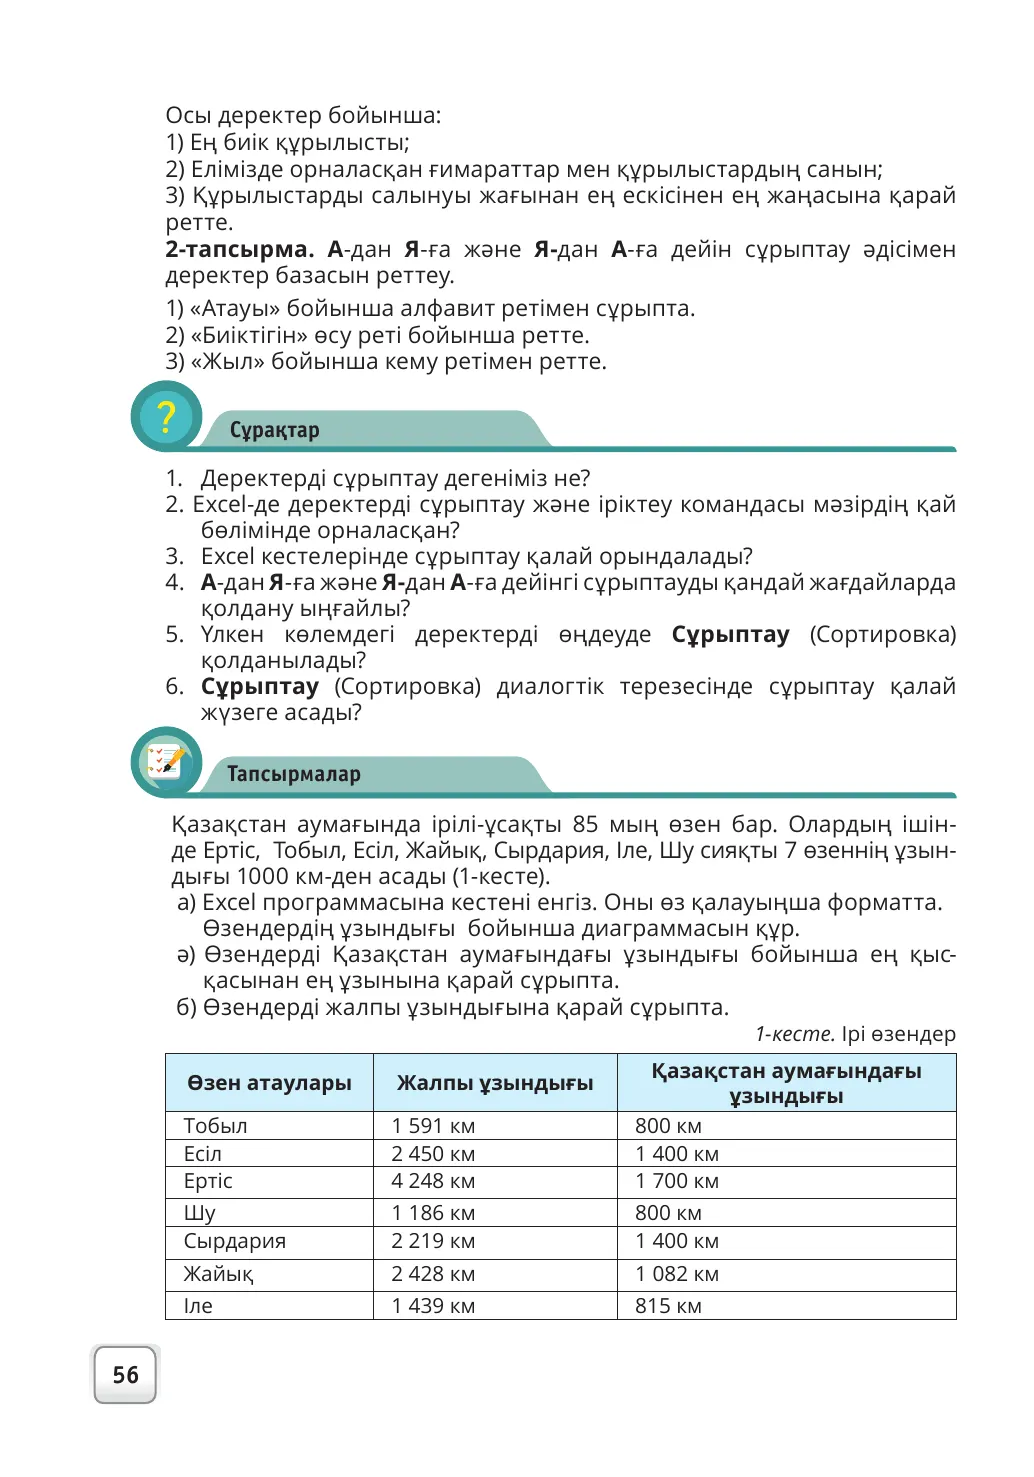 Осы деректер бойынша:
1) Ең биік құрылысты;
2) Елімізде орналасқан ғимараттар мен құрылыстардың санын;
3) Құрылыстарды салынуы жағынан ең ескісінен ең жаңасына қарай
ретте.
2-тапсырма. А-дан Я-ға және Я-дан А-ға дейін сұрыптау әдісімен
деректер базасын реттеу.
1) «Атауы» бойынша алфавит ретімен сұрыпта.
2) «Биіктігін» өсу реті бойынша ретте.
3) «Жыл» бойынша кему ретімен ретте.
?
Сұрақтар
1. Деректерді сұрыптау дегеніміз не?
2. Excel-де деректерді сұрыптау және іріктеу командасы мәзірдің қай
бөлімінде орналасқан?
3. Excel кестелерінде сұрыптау қалай орындалады?
4. А-дан Я-ға және Я-дан А-ға дейінгі сұрыптауды қандай жағдайларда
қолдану ыңғайлы?
5. Үлкен көлемдегі деректерді өңдеуде Сұрыптау (Сортировка)
қолданылады?
6. Сұрыптау (Сортировка) диалогтік терезесінде сұрыптау қалай
жүзеге асады?
Тапсырмалар
Қазақстан аумағында ірілі-ұсақты 85 мың өзен бар. Олардың ішін-
де Ертіс, Тобыл, Есіл, Жайық, Сырдария, Іле, Шу сияқты 7 өзеннің ұзын-
дығы 1000 км-ден асады (1-кесте).
а) Excel программасына кестені енгіз. Оны өз қалауыңша форматта.
Өзендердің ұзындығы бойынша диаграммасын құр.
ә) Өзендерді Қазақстан аумағындағы ұзындығы бойынша ең қыс-
қасынан ең ұзынына қарай сұрыпта.
б) Өзендерді жалпы ұзындығына қарай сұрыпта.
1-кесте. Ірі өзендер
Өзен атаулары Жалпы ұзындығы Қазақстан аумағындағы
ұзындығы
Тобыл 1 591 км 800 км
Есіл 2 450 км 1 400 км
Ертіс 4 248 км 1 700 км
Шу 1 186 км 800 км
Сырдария 2 219 км 1 400 км
Жайық 2 428 км 1 082 км
Іле 1 439 км 815 км
56